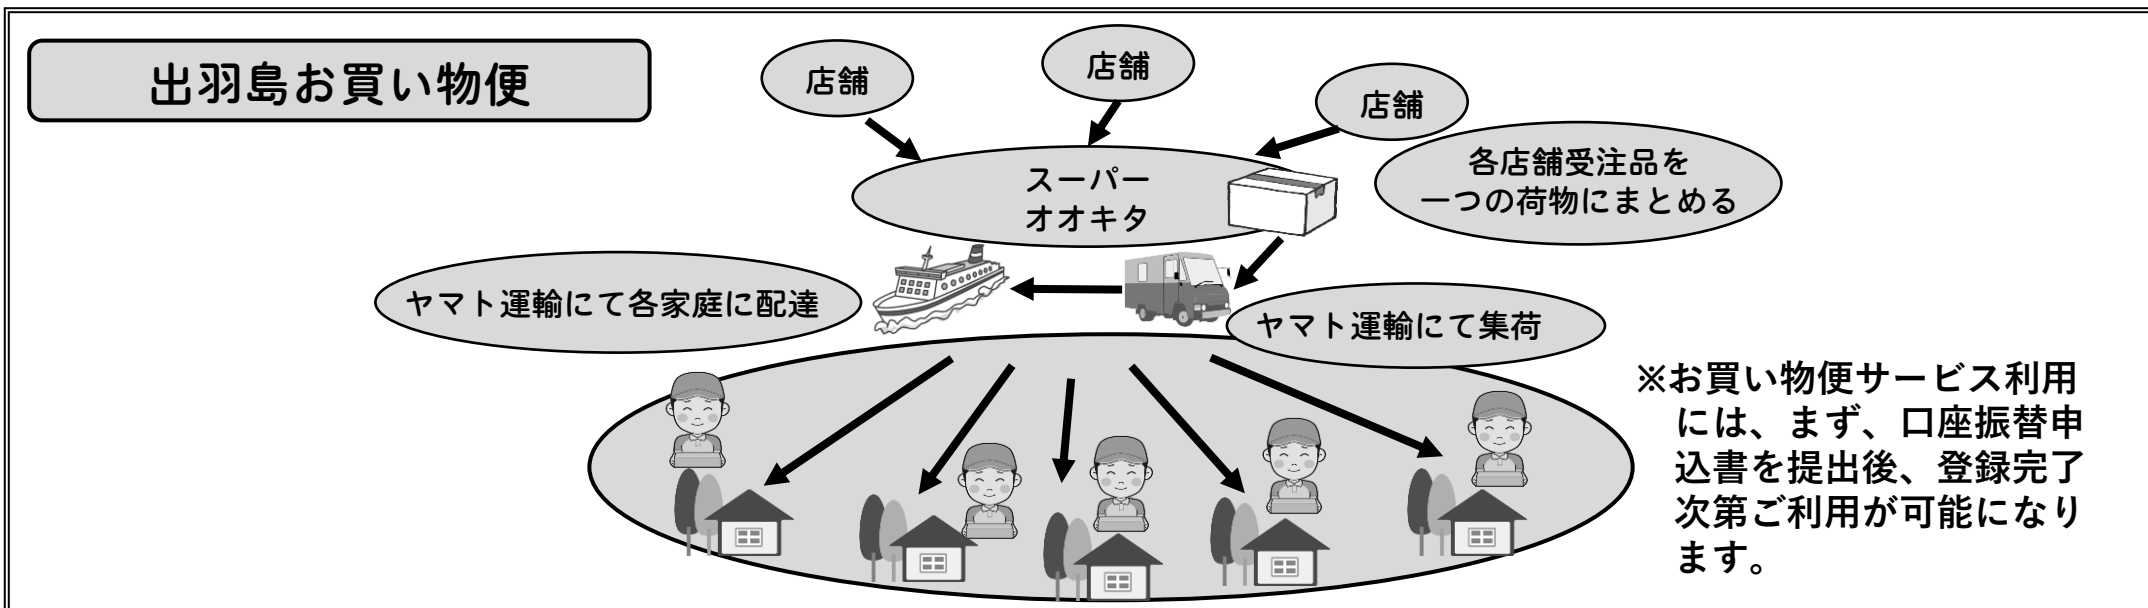 出羽島お買い物便
店舗
店舗
店舗
スーパー
オオキタ
各店舗受注品を
一つの荷物にまとめる
ヤマト運輸にて各家庭に配達
ヤマト運輸にて集荷
※お買い物便サービス利用
には、まず、口座振替申
込書を提出後、登録完了
次第ご利用が可能になり
ます。